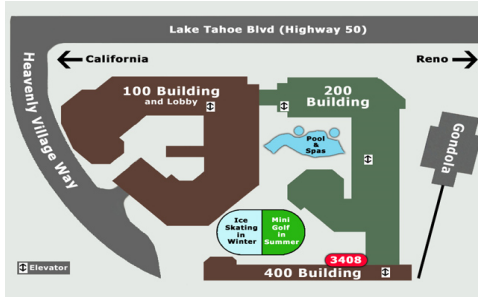 Lake Tahoe Blvd (Highway 50)
California
Reno
Heavenly Village Way
100 Building
and Lobby
200
Building
Gondola
Pool
&
Spas
Ice
Skating
in
Winter
Mini
Golf
in
Summer
3408
400 Building
Elevator